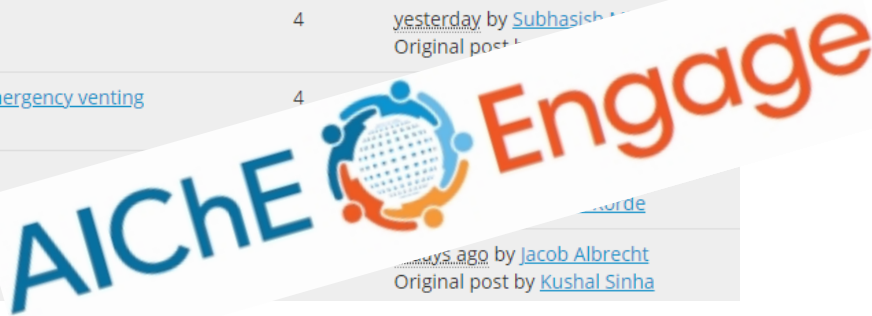 4 yesterday by Subhasish
Original post
emergency venting 4
AIChE Engage
Korde
days ago by Jacob Albrecht
Original post by Kushal Sinha